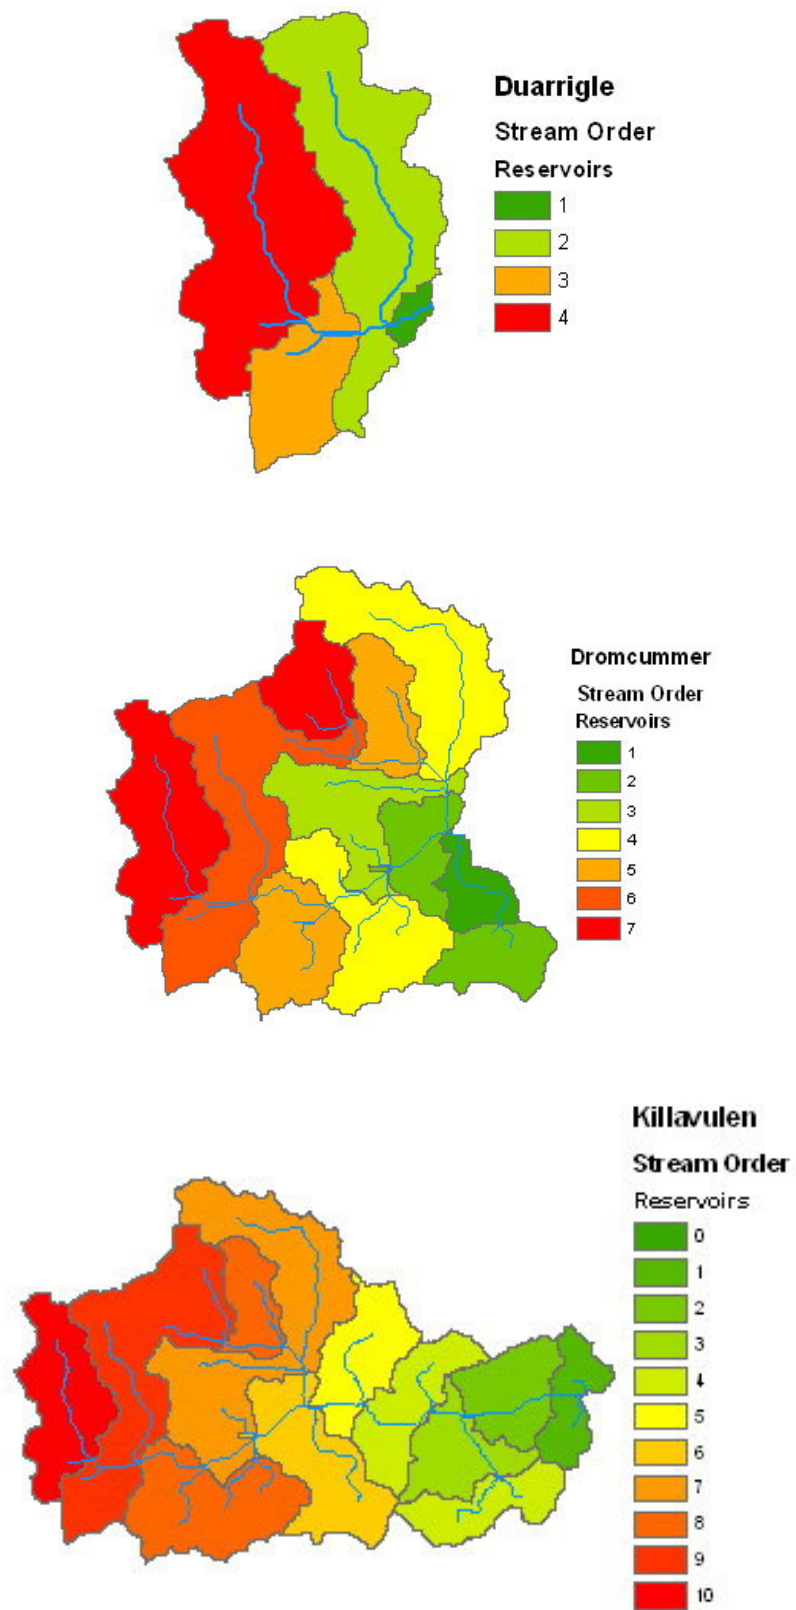 Duarrigle
Stream Order
Reservoirs
1
2
3
4
Dromcummer
Stream Order
Reservoirs
1
2
3
4
5
6
7
Killavulen
Stream Order
Reservoirs
0
1
2
3
4
5
6
7
8
9
10